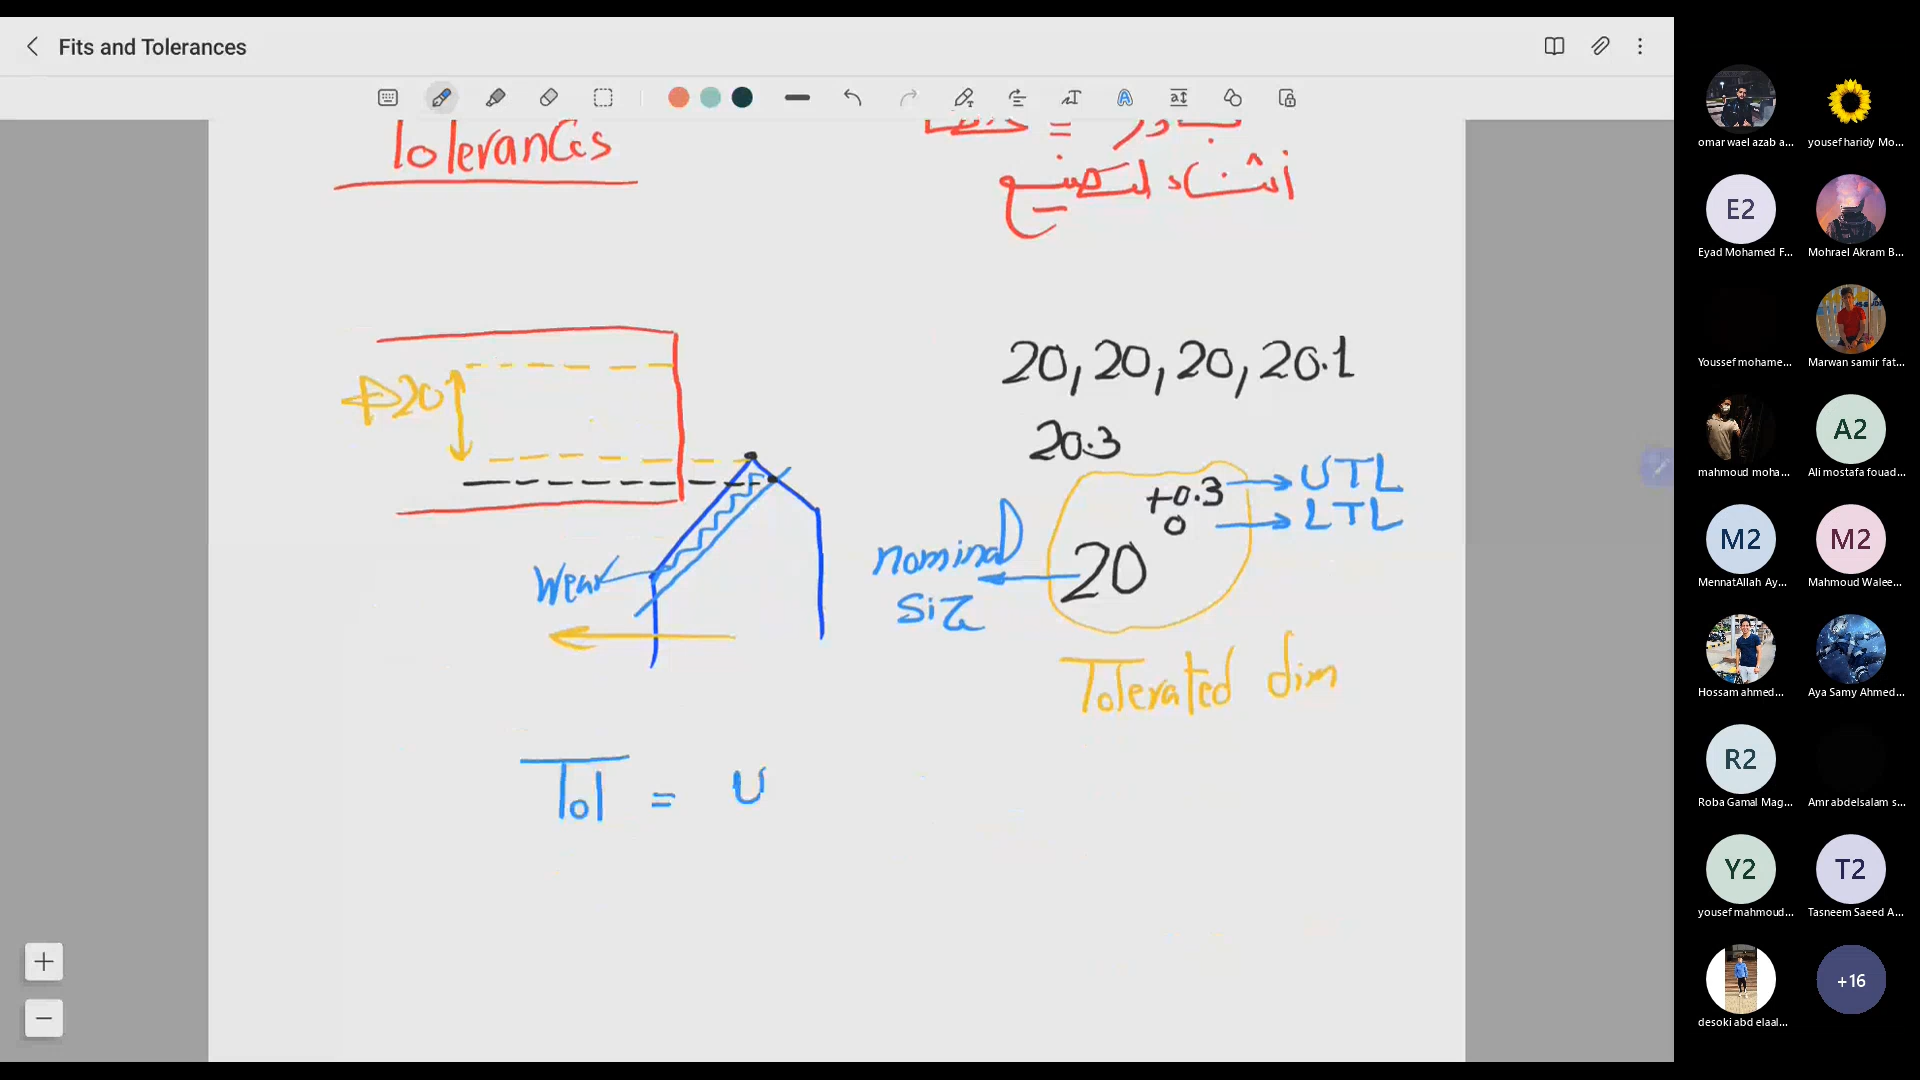 Fits and Tolerances
Tolerances
=
أثناء التصنيع
Φ20
20, 20, 20, 20.1
20.3
+0.3 → UTL
0 → LTL
20
nominal
size
Wear
Tolerated dim
Tol = U
omar wael azab a...
yousef haridy Mo...
E2
Eyad Mohamed F...
Mohrael Akram B...
Youssef mohame...
Marwan samir fat...
mahmoud moha...
A2
Ali mostafa fouad...
M2
MennatAllah Ay...
M2
Mahmoud Walee...
Hossam ahmed...
Aya Samy Ahmed...
R2
Roba Gamal Mag...
Amr abdelsalam s...
Y2
yousef mahmoud...
T2
Tasneem Saeed A...
desoki abd elaal...
+16